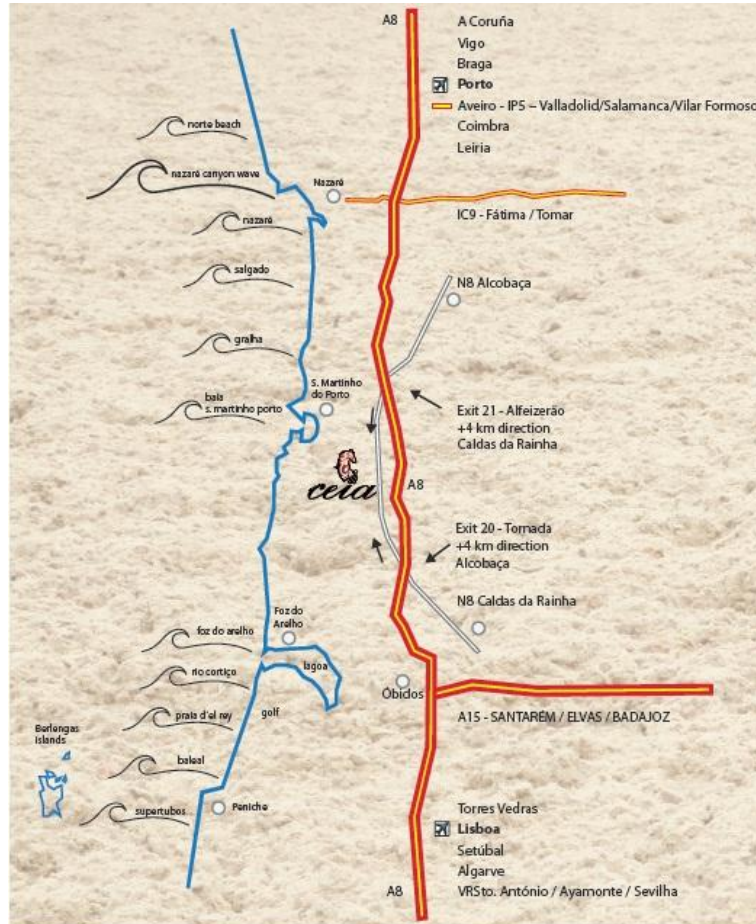 A8
A Coruña
Vigo
Braga
Porto
Aveiro - IP5 – Valladolid/Salamanca/Vilar Formoso
Coimbra
Leiria
norte beach
nazaré canyon wave
Nazaré
IC9 - Fátima / Tomar
nazaré
salgado
N8 Alcobaça
gralha
S. Martinho
do Porto
baia
s. martinho porto
Exit 21 - Alfeizerão
+4 km direction
Caldas da Rainha
ceia
A8
Exit 20 - Tornada
+4 km direction
Alcobaça
N8 Caldas da Rainha
Foz do
Arelho
foz do arelho
lagoa
rio cortiço
Óbidos
golf
praia d'el rey
A15 - SANTARÉM / ELVAS / BADAJOZ
Berlengas
islands
baleal
Peniche
supertubos
Torres Vedras
Lisboa
Setúbal
Algarve
A8
VRSto. António / Ayamonte / Sevilha